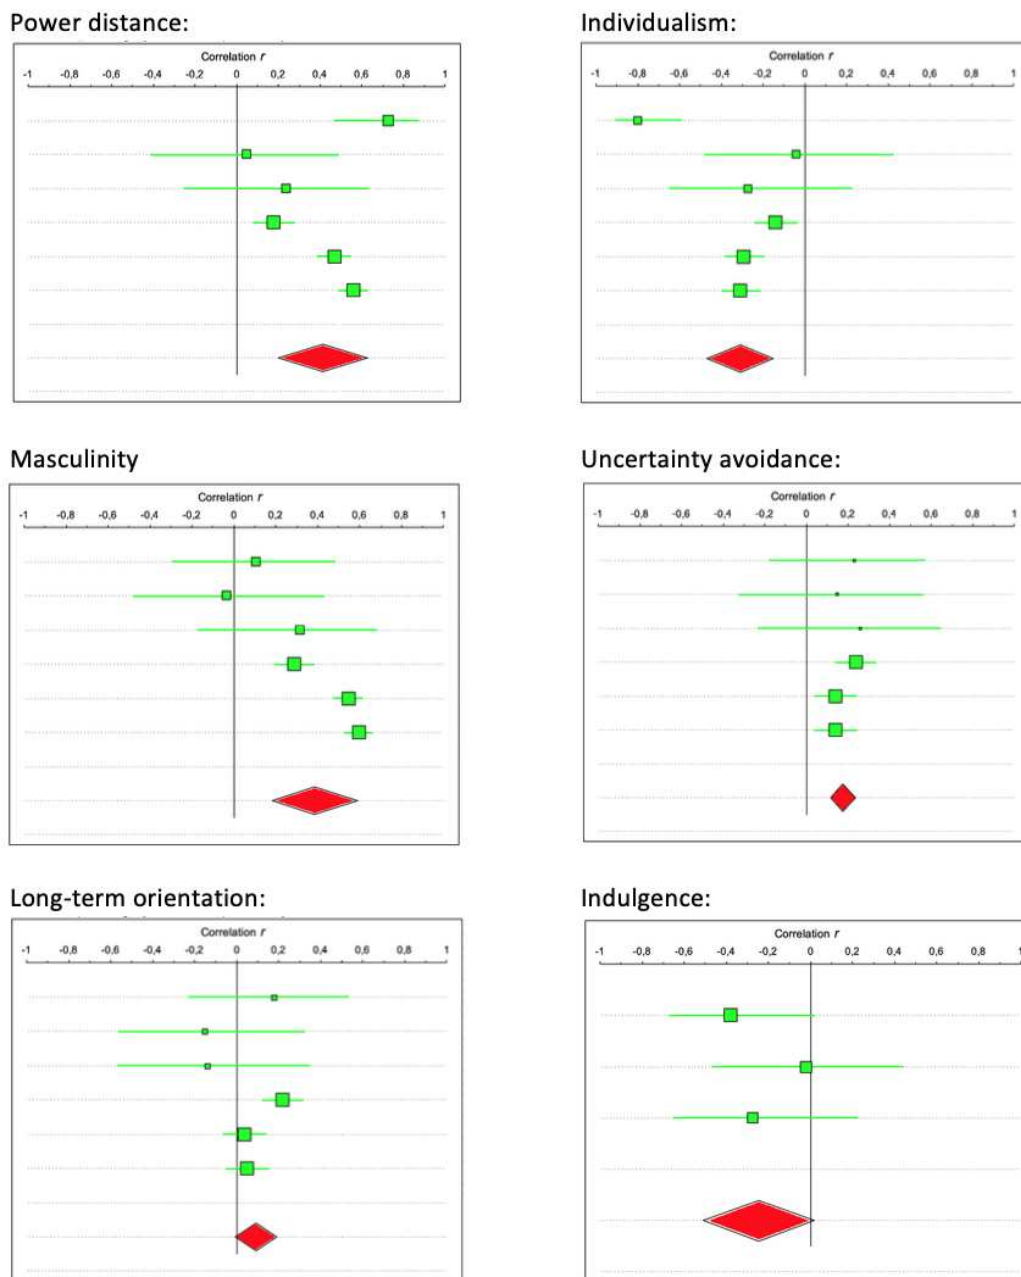 Power distance:
Correlation r
-1 -0,8 -0,6 -0,4 -0,2 0 0,2 0,4 0,6 0,8 1
Individualism:
Correlation r
-1 -0,8 -0,6 -0,4 -0,2 0 0,2 0,4 0,6 0,8 1
Masculinity
Correlation r
-1 -0,8 -0,6 -0,4 -0,2 0 0,2 0,4 0,6 0,8 1
Uncertainty avoidance:
Correlation r
-1 -0,8 -0,6 -0,4 -0,2 0 0,2 0,4 0,6 0,8 1
Long-term orientation:
Correlation r
-1 -0,8 -0,6 -0,4 -0,2 0 0,2 0,4 0,6 0,8 1
Indulgence:
Correlation r
-1 -0,8 -0,6 -0,4 -0,2 0 0,2 0,4 0,6 0,8 1